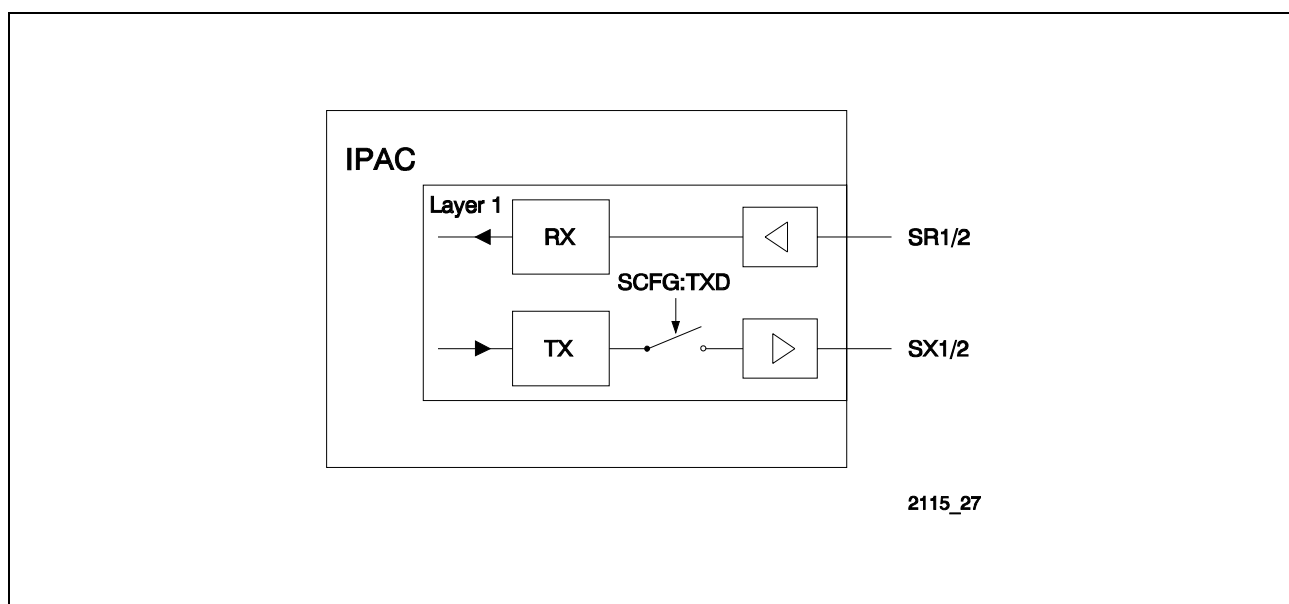 IPAC
Layer 1
RX
SR1/2
SCFG:TXD
TX
SX1/2
2115_27